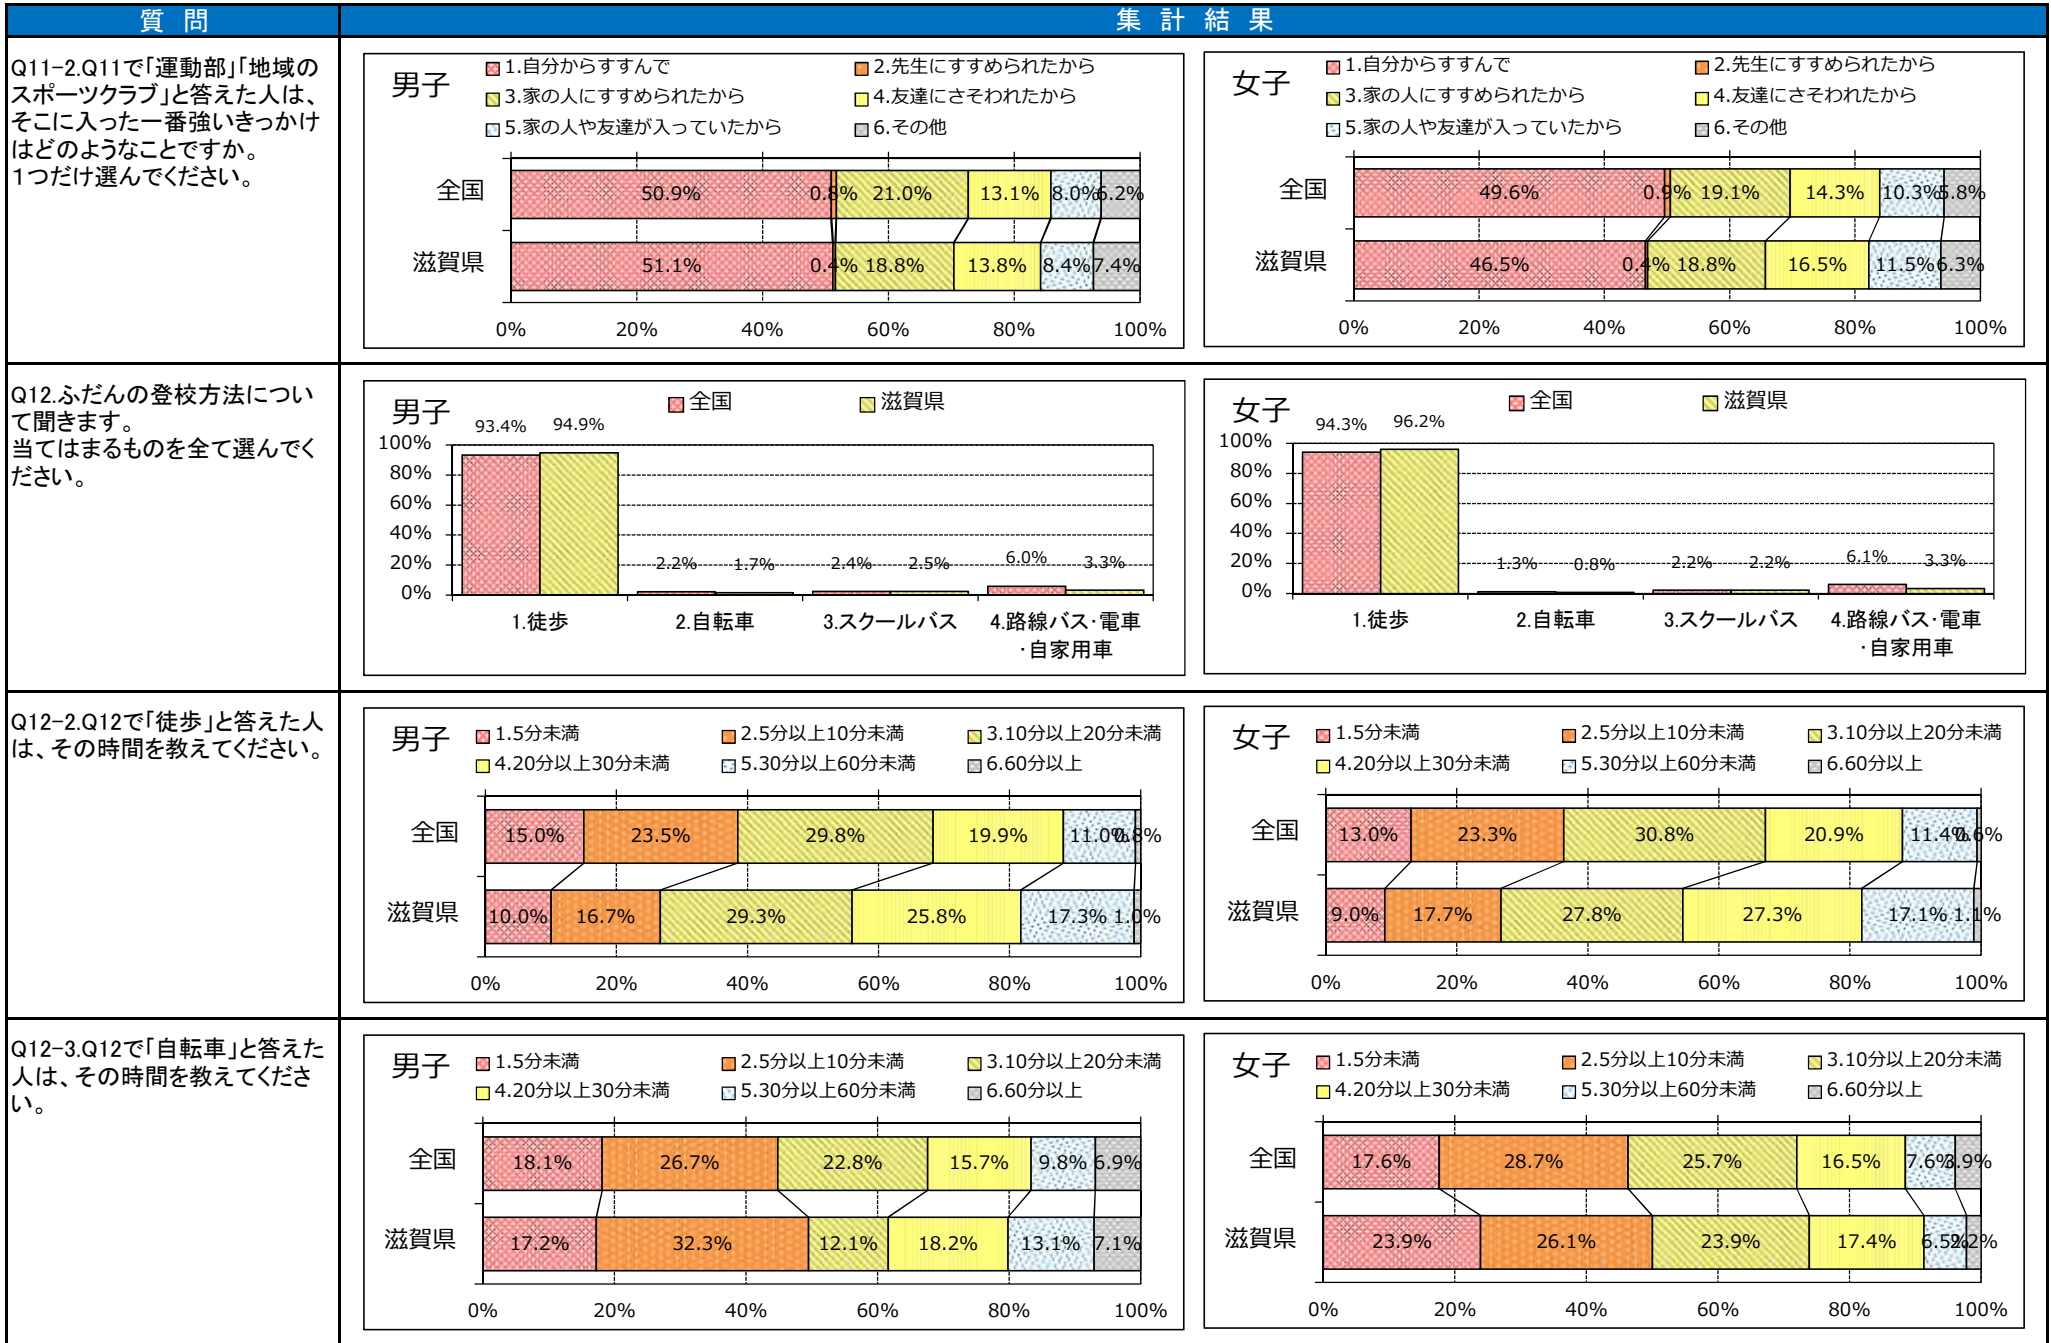 質 問
集 計 結 果
Q11-2.Q11で「運動部」「地域の
スポーツクラブ」と答えた人は、
そこに入った一番強いきっかけ
はどのようなことですか。
1つだけ選んでください。
男子
1.自分からすすんで
2.先生にすすめられたから
3.家の人にすすめられたから
4.友達にさそわれたから
5.家の人や友達が入っていたから
6.その他
全国
50.9% 0.8% 21.0% 13.1% 8.0% 6.2%
滋賀県
51.1% 0.4% 18.8% 13.8% 8.4% 7.4%
0% 20% 40% 60% 80% 100%
女子
1.自分からすすんで
2.先生にすすめられたから
3.家の人にすすめられたから
4.友達にさそわれたから
5.家の人や友達が入っていたから
6.その他
全国
49.6% 0.9% 19.1% 14.3% 10.3% 5.8%
滋賀県
46.5% 0.4% 18.8% 16.5% 11.5% 6.3%
0% 20% 40% 60% 80% 100%
Q12.ふだんの登校方法につい
て聞きます。
当てはまるものを全て選んでく
ださい。
男子
全国
滋賀県
93.4% 94.9%
100%
80%
60%
40%
20%
0%
2.2% 1.7% 2.4% 2.5% 6.0% 3.3%
1.徒歩 2.自転車 3.スクールバス 4.路線バス・電車
・自家用車
女子
全国
滋賀県
94.3% 96.2%
100%
80%
60%
40%
20%
0%
1.3% 0.8% 2.2% 2.2% 6.1% 3.3%
1.徒歩 2.自転車 3.スクールバス 4.路線バス・電車
・自家用車
Q12-2.Q12で「徒歩」と答えた人
は、その時間を教えてください。
男子
1.5分未満
2.5分以上10分未満
3.10分以上20分未満
4.20分以上30分未満
5.30分以上60分未満
6.60分以上
全国
15.0% 23.5% 29.8% 19.9% 11.0% 0.8%
滋賀県
10.0% 16.7% 29.3% 25.8% 17.3% 1.0%
0% 20% 40% 60% 80% 100%
女子
1.5分未満
2.5分以上10分未満
3.10分以上20分未満
4.20分以上30分未満
5.30分以上60分未満
6.60分以上
全国
13.0% 23.3% 30.8% 20.9% 11.4% 0.6%
滋賀県
9.0% 17.7% 27.8% 27.3% 17.1% 1.1%
0% 20% 40% 60% 80% 100%
Q12-3.Q12で「自転車」と答えた
人は、その時間を教えてくださ
い。
男子
1.5分未満
2.5分以上10分未満
3.10分以上20分未満
4.20分以上30分未満
5.30分以上60分未満
6.60分以上
全国
18.1% 26.7% 22.8% 15.7% 9.8% 6.9%
滋賀県
17.2% 32.3% 12.1% 18.2% 13.1% 7.1%
0% 20% 40% 60% 80% 100%
女子
1.5分未満
2.5分以上10分未満
3.10分以上20分未満
4.20分以上30分未満
5.30分以上60分未満
6.60分以上
全国
17.6% 28.7% 25.7% 16.5% 7.6% 3.9%
滋賀県
23.9% 26.1% 23.9% 17.4% 6.5% 2.2%
0% 20% 40% 60% 80% 100%